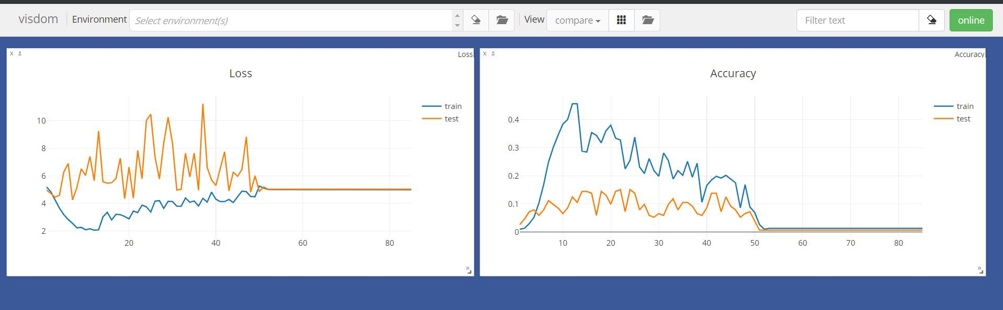 visdom Environment Select environment(s) View compare Filter text online
x Loss
Loss
train
test
10
8
6
4
2
20 40 60 80
x Accuracy
Accuracy
train
test
0.4
0.3
0.2
0.1
0
10 20 30 40 50 60 70 80